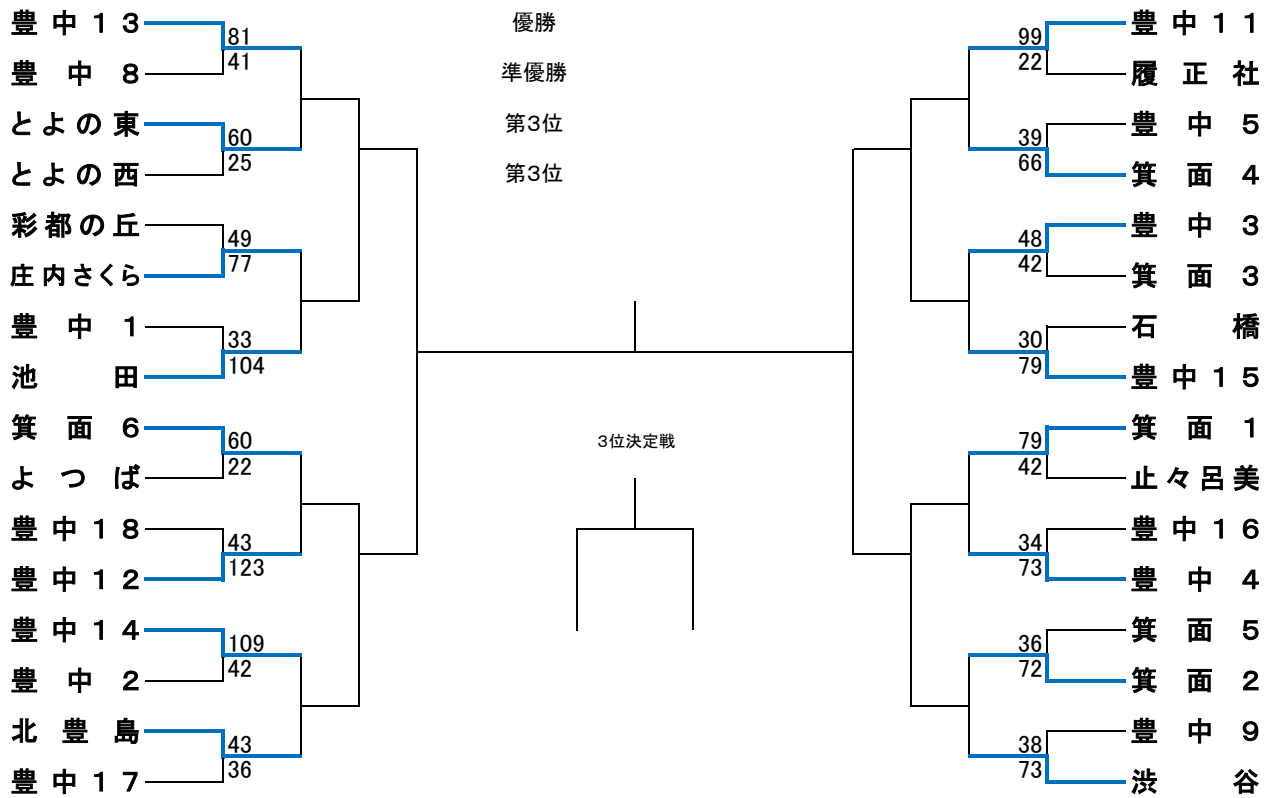 豊中13
81
41
豊中8
とよの東
60
25
とよの西
彩都の丘
49
77
庄内さくら
豊中1
33
104
池田
箕面6
60
22
よつば
豊中18
43
123
豊中12
豊中14
109
42
豊中2
北豊島
43
36
豊中17
優勝
準優勝
第3位
第3位
3位決定戦
豊中11
99
22
履正社
豊中5
39
66
箕面4
豊中3
48
42
箕面3
石橋
30
79
豊中15
箕面1
79
42
止々呂美
豊中16
34
73
豊中4
箕面5
36
72
箕面2
豊中9
38
73
渋谷